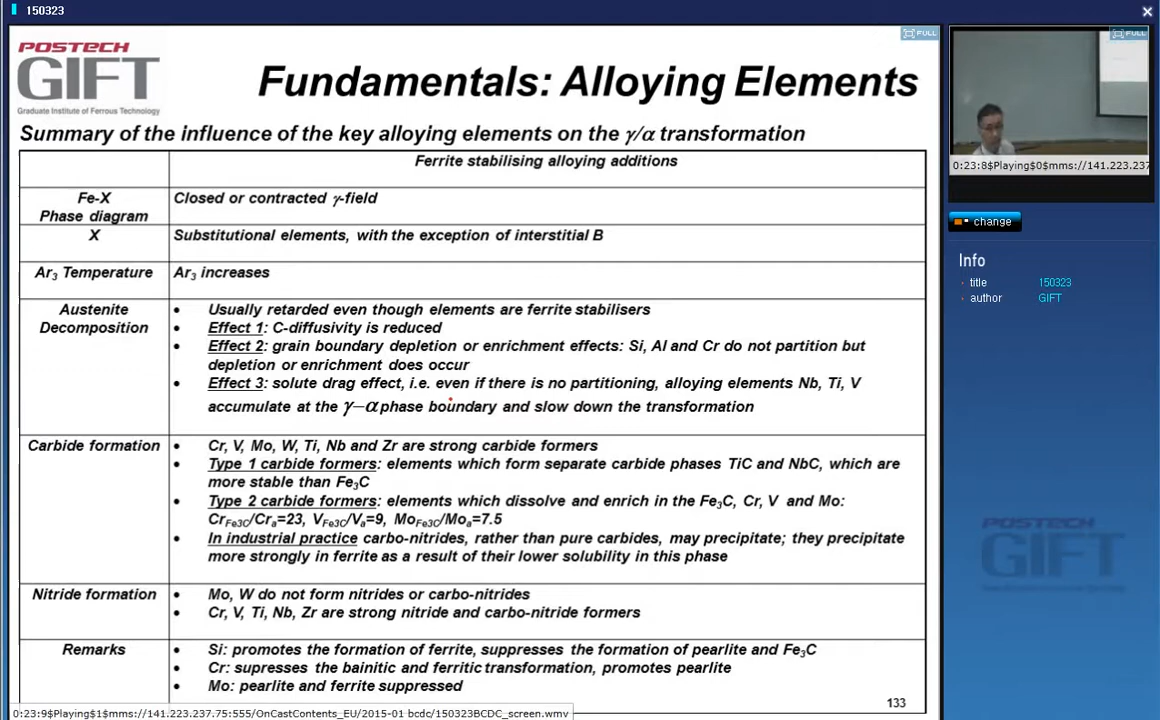 150323
POSTECH
GIFT
Graduate Institute of Ferrous Technology
Fundamentals: Alloying Elements
FULL
FULL
Summary of the influence of the key alloying elements on the γ/α transformation
Ferrite stabilising alloying additions
Fe-X
Phase diagram
Closed or contracted γ-field
X
Substitutional elements, with the exception of interstitial B
Ar3 Temperature
Ar3 increases
Austenite
Decomposition
• Usually retarded even though elements are ferrite stabilisers
• Effect 1: C-diffusivity is reduced
• Effect 2: grain boundary depletion or enrichment effects: Si, Al and Cr do not partition but
depletion or enrichment does occur
• Effect 3: solute drag effect, i.e. even if there is no partitioning, alloying elements Nb, Ti, V
accumulate at the γ–α phase boundary and slow down the transformation
Carbide formation
• Cr, V, Mo, W, Ti, Nb and Zr are strong carbide formers
• Type 1 carbide formers: elements which form separate carbide phases TiC and NbC, which are
more stable than Fe3C
• Type 2 carbide formers: elements which dissolve and enrich in the Fe3C, Cr, V and Mo:
CrFe3C/Cra=23, VFe3C/Va=9, MoFe3C/Moa=7.5
• In industrial practice carbo-nitrides, rather than pure carbides, may precipitate; they precipitate
more strongly in ferrite as a result of their lower solubility in this phase
Nitride formation
• Mo, W do not form nitrides or carbo-nitrides
• Cr, V, Ti, Nb, Zr are strong nitride and carbo-nitride formers
Remarks
• Si: promotes the formation of ferrite, suppresses the formation of pearlite and Fe3C
• Cr: supresses the bainitic and ferritic transformation, promotes pearlite
• Mo: pearlite and ferrite suppressed
133
0:23:9$Playing$1$mms://141.223.237.75:555/OnCastContents_EU/2015-01 bcdc/150323BCDC_screen.wmv
0:23:8$Playing$0$mms://141.223.237
change
Info
title 150323
author GIFT
POSTECH
GIFT